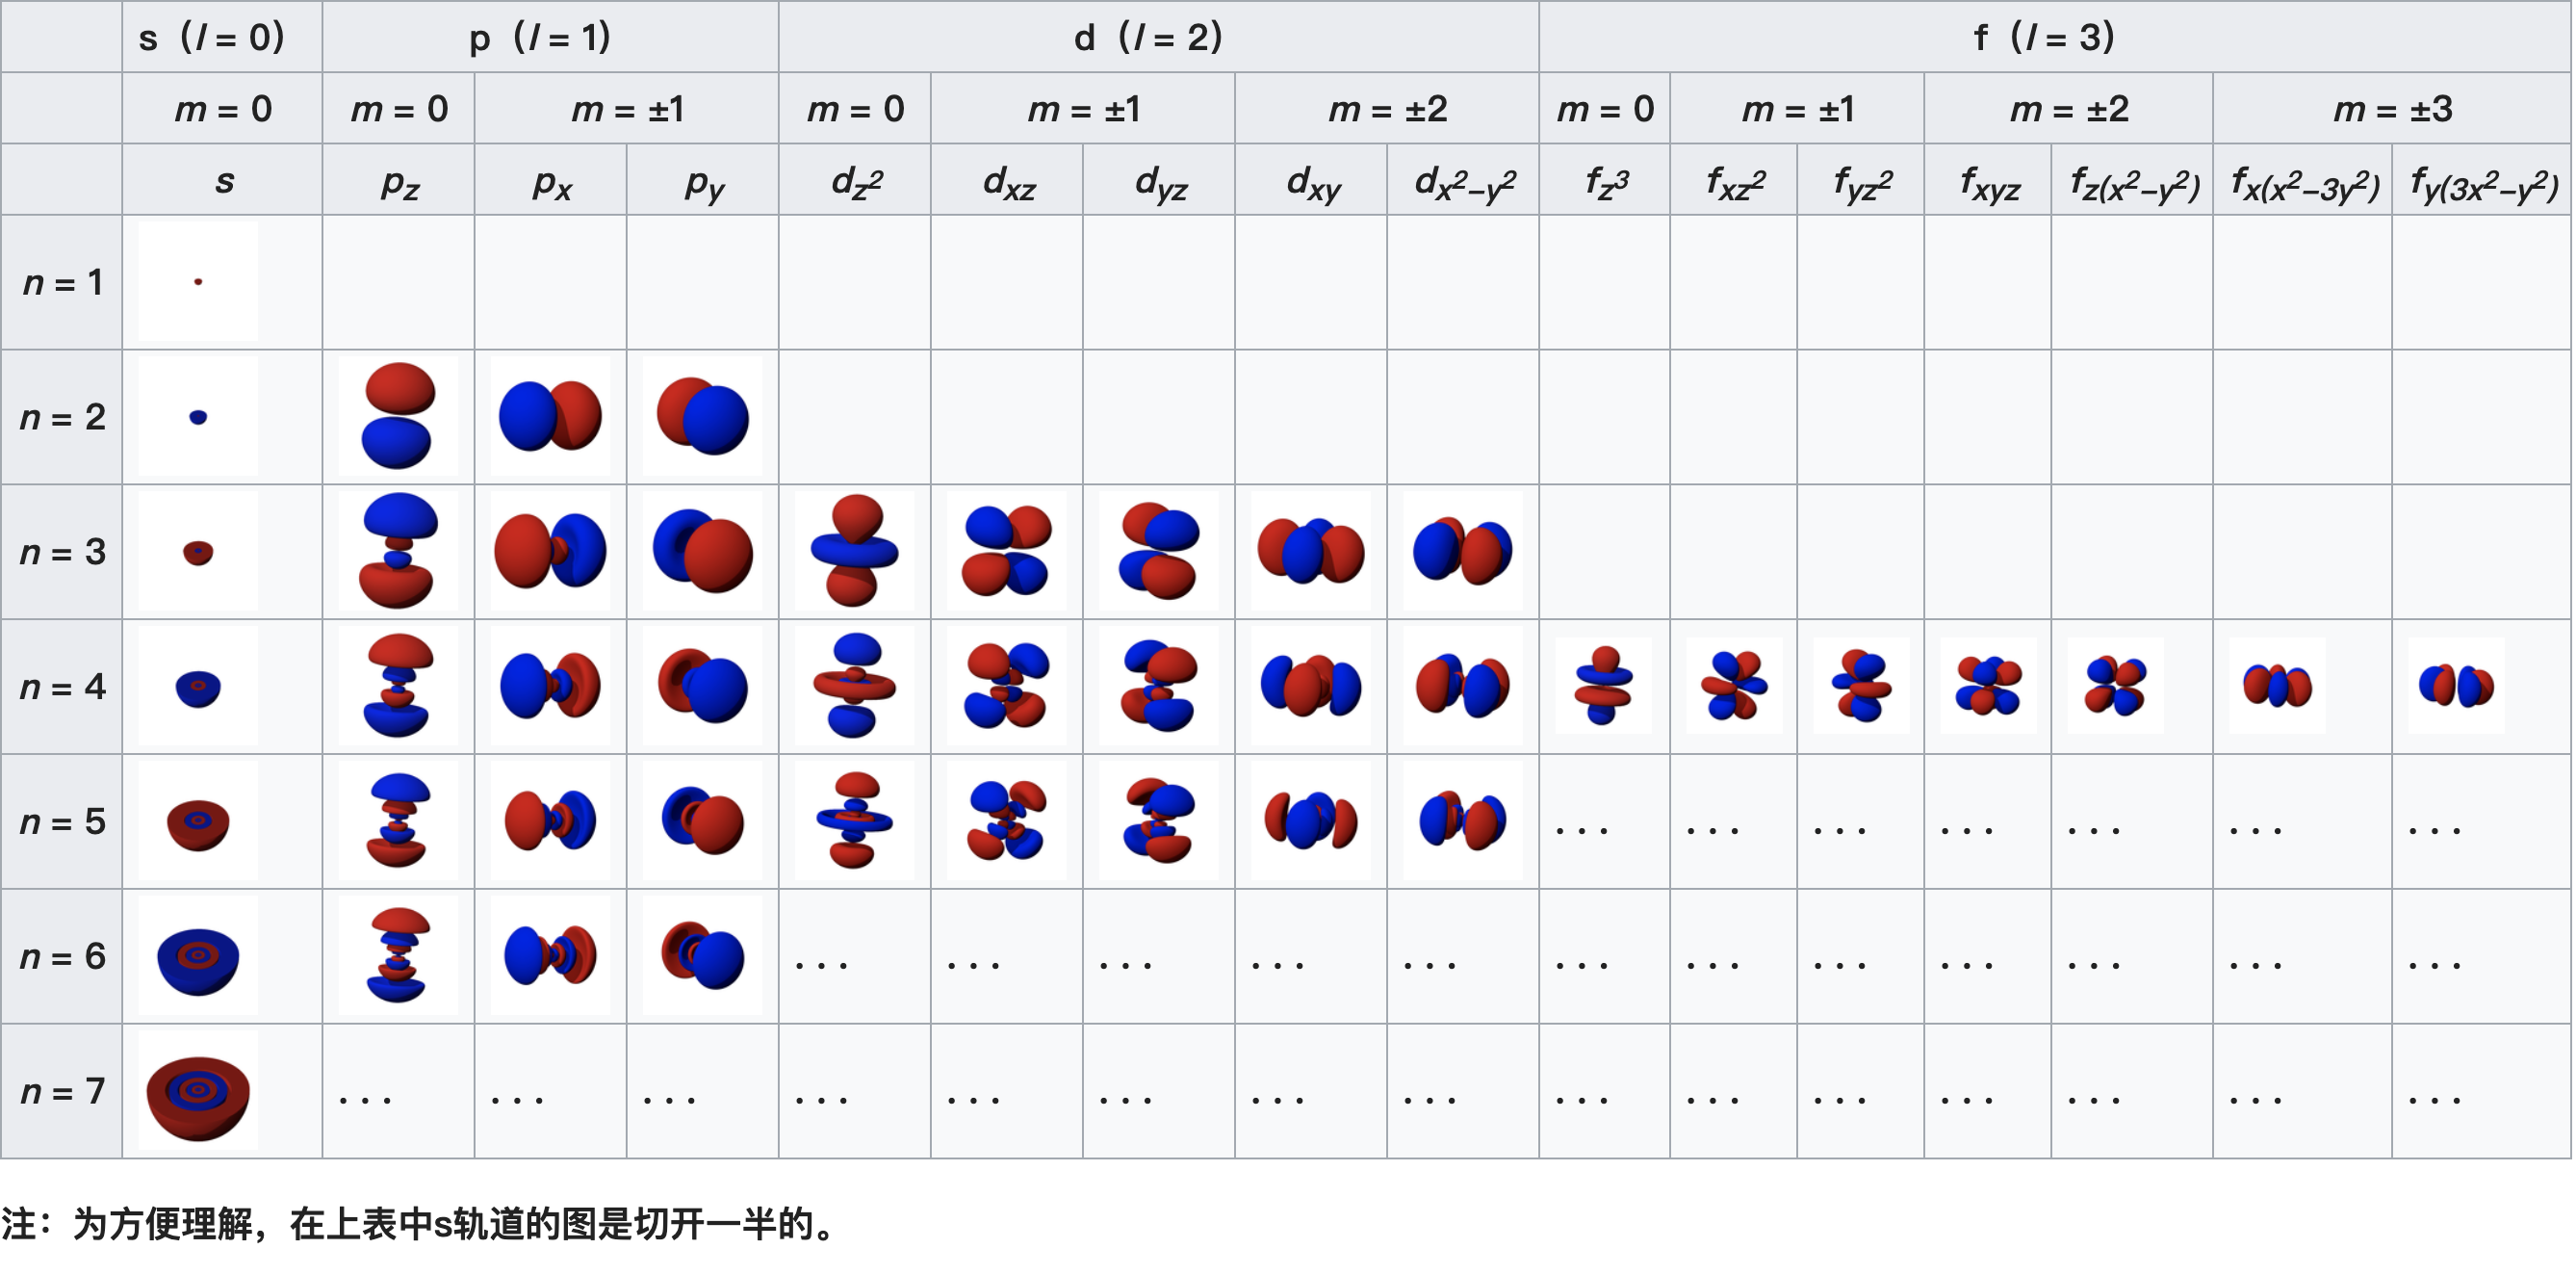 s（l = 0） p（l = 1） d（l = 2） f（l = 3）
m = 0 m = 0 m = ±1 m = 0 m = ±1 m = ±2 m = 0 m = ±1 m = ±2 m = ±3
s pz px py dz² dxz dyz dxy dx²−y² fz³ fxz² fyz² fxyz fz(x²−y²) fx(x²−3y²) fy(3x²−y²)
n = 1
n = 2
n = 3
n = 4
n = 5 . . . . . . . . . . . . . . . . . . . . .
n = 6 . . . . . . . . . . . . . . . . . . . . . . . . . . . . . . . . . . . .
n = 7 . . . . . . . . . . . . . . . . . . . . . . . . . . . . . . . . . . . . . . . . . . . . .
注：为方便理解，在上表中s轨道的图是切开一半的。